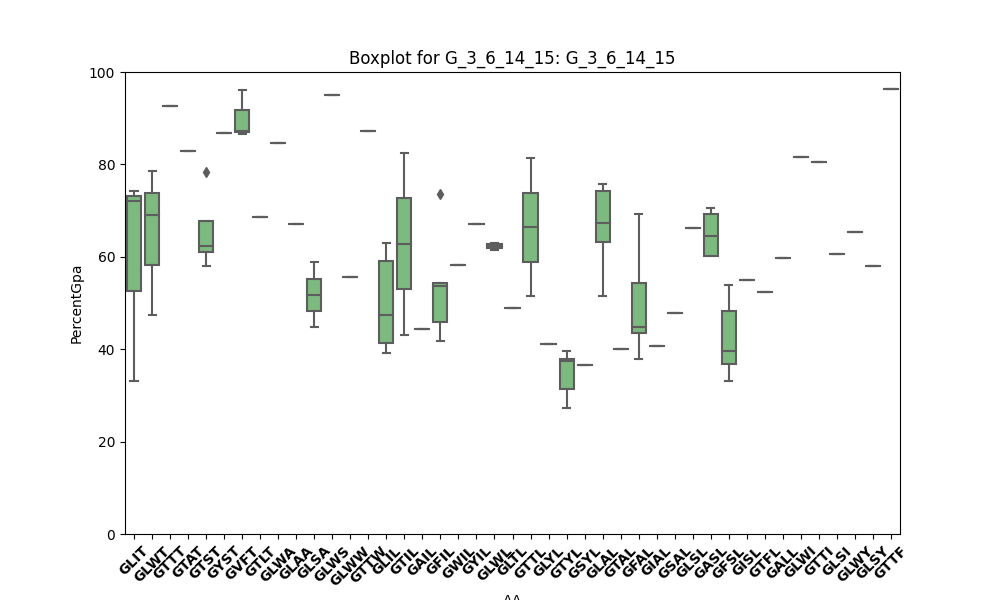 Boxplot for G_3_6_14_15: G_3_6_14_15
PercentGpa
100
80
60
40
20
0
GLIT
GLWT
GTTT
GTAT
GTST
GYST
GVFT
GTLT
GLWA
GLAA
GLSA
GLWS
GLWW
GTTW
GLIL
GTIL
GAIL
GFIL
GWIL
GYIL
GLWL
GLTL
GTTL
GLYL
GTYL
GSYL
GLAL
GTAL
GFAL
GIAL
GSAL
GLSL
GASL
GFSL
GISL
GTFL
GALL
GLWI
GTTI
GLSI
GLWY
GLSY
GTTF